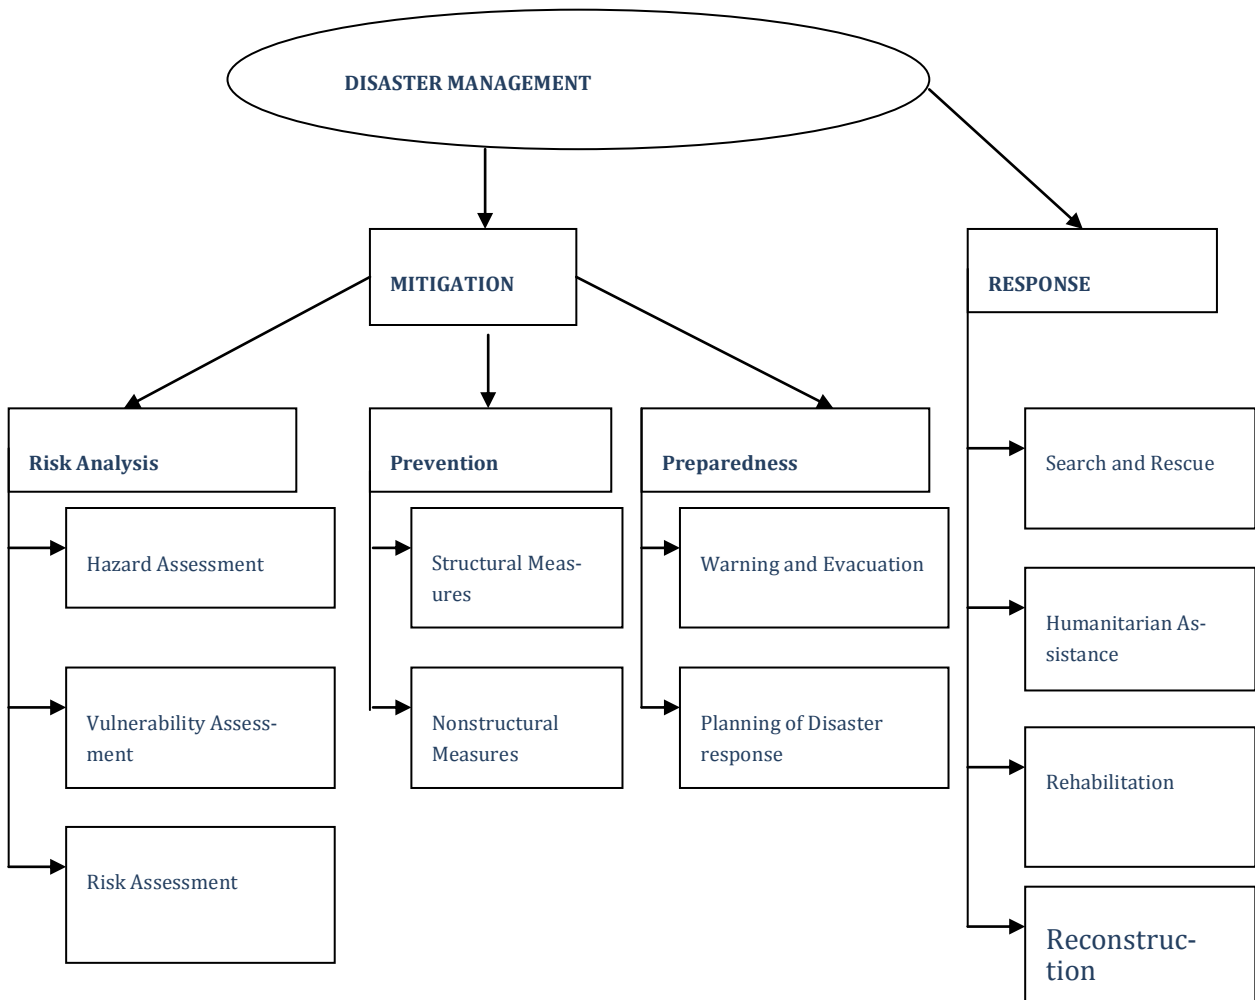 DISASTER MANAGEMENT
MITIGATION
RESPONSE
Risk Analysis
Prevention
Preparedness
Hazard Assessment
Vulnerability Assess-
ment
Risk Assessment
Structural Meas-
ures
Nonstructural
Measures
Warning and Evacuation
Planning of Disaster
response
Search and Rescue
Humanitarian As-
sistance
Rehabilitation
Reconstruc-
tion